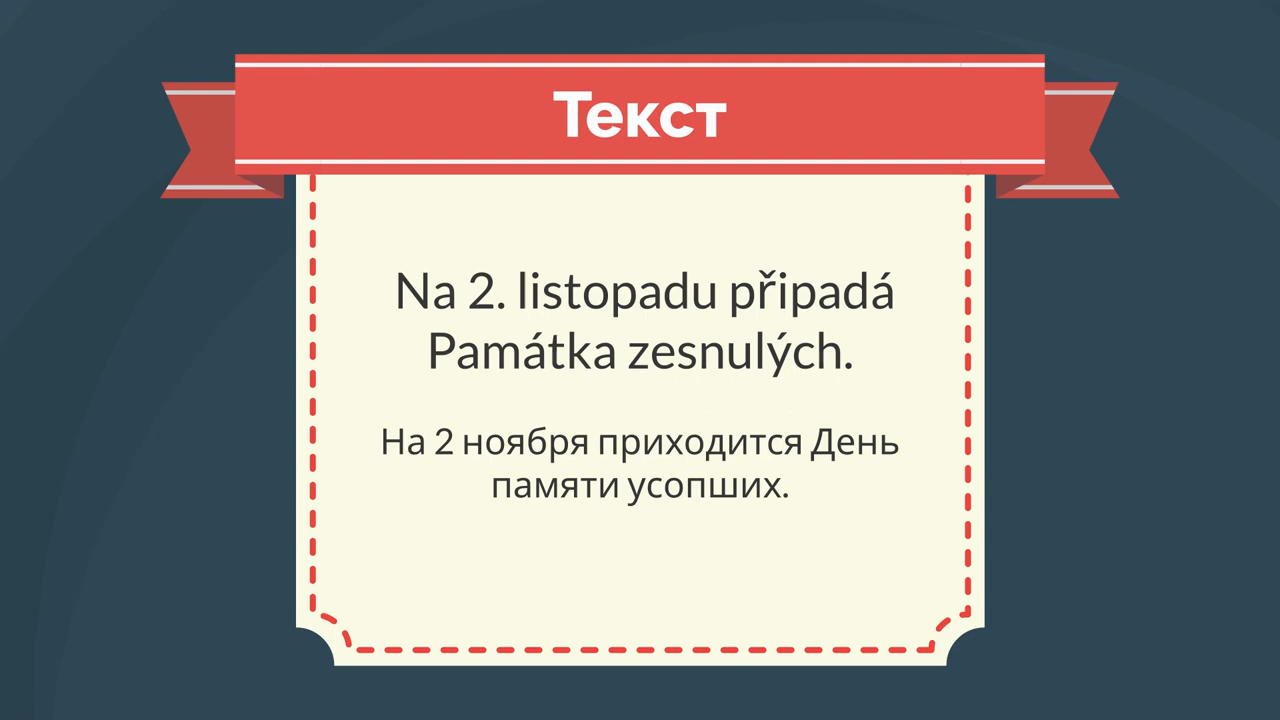 Текст
Na 2. listopadu připadá
Památka zesnulých.
На 2 ноября приходится День
памяти усопших.